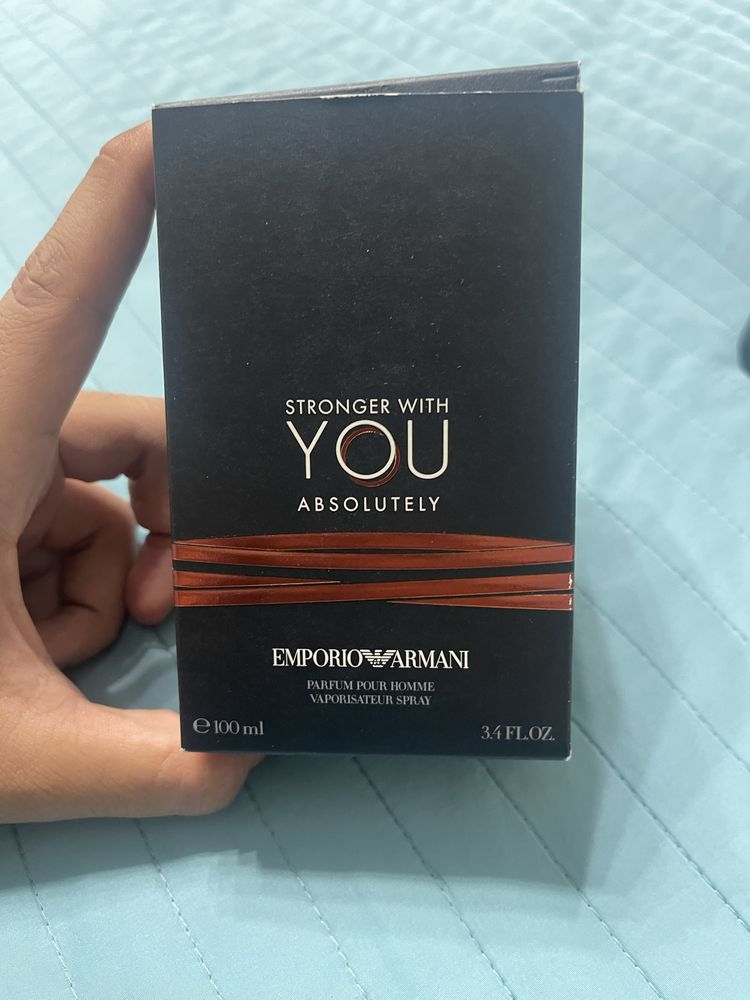 STRONGER WITH
YOU
ABSOLUTELY
EMPORIO ARMANI
PARFUM POUR HOMME
VAPORISATEUR SPRAY
℮ 100 ml
3.4 FL.OZ.